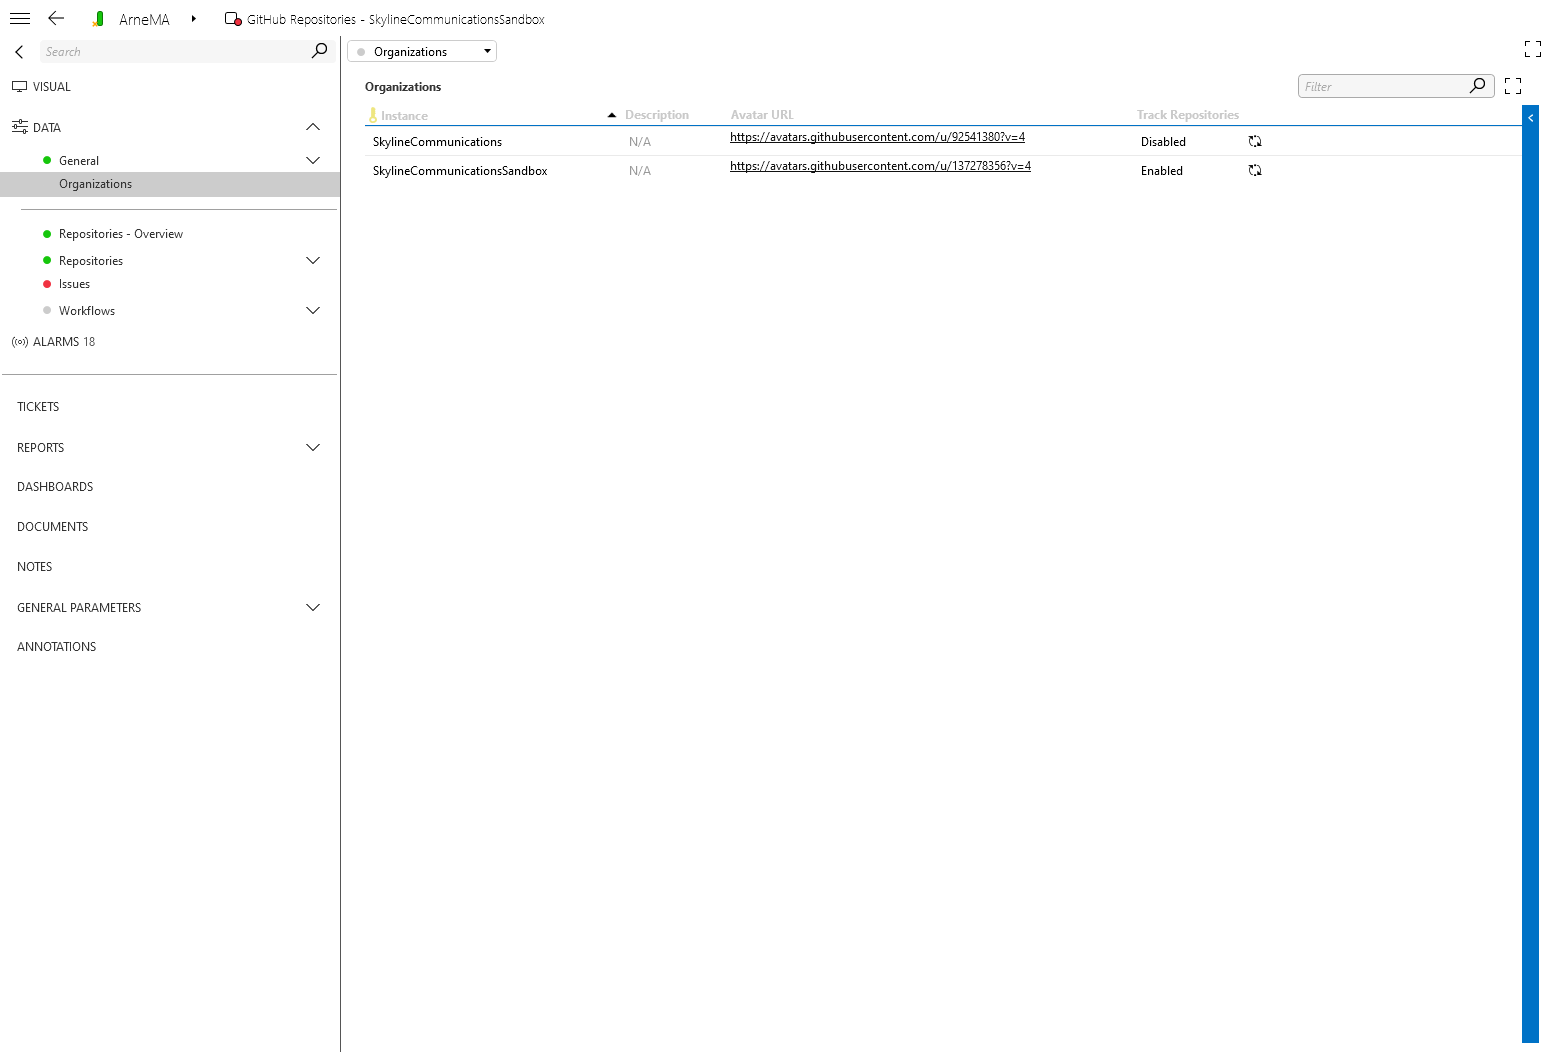 ArneMA
GitHub Repositories - SkylineCommunicationsSandbox
Search
VISUAL
DATA
General
Organizations
Repositories - Overview
Repositories
Issues
Workflows
ALARMS 18
TICKETS
REPORTS
DASHBOARDS
DOCUMENTS
NOTES
GENERAL PARAMETERS
ANNOTATIONS
Organizations
Organizations
Filter
Instance Description Avatar URL Track Repositories
SkylineCommunications N/A https://avatars.githubusercontent.com/u/92541380?v=4 Disabled
SkylineCommunicationsSandbox N/A https://avatars.githubusercontent.com/u/137278356?v=4 Enabled